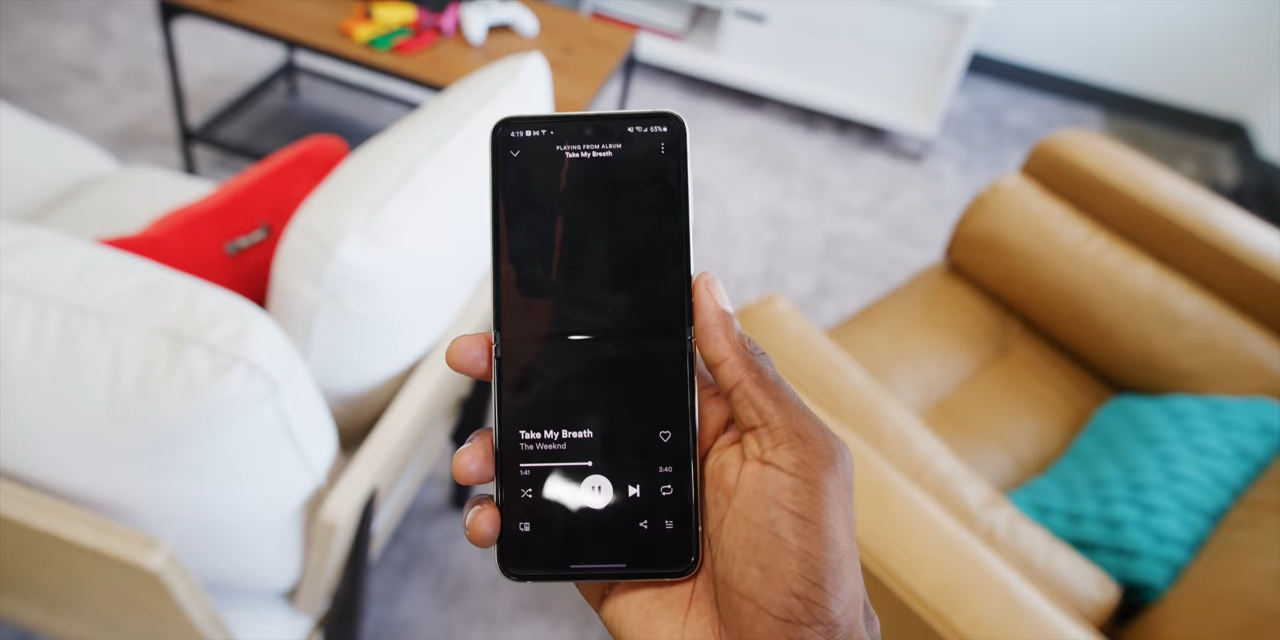 4:19
65%
PLAYING FROM ALBUM
Take My Breath
Take My Breath
The Weeknd
1:41
3:40